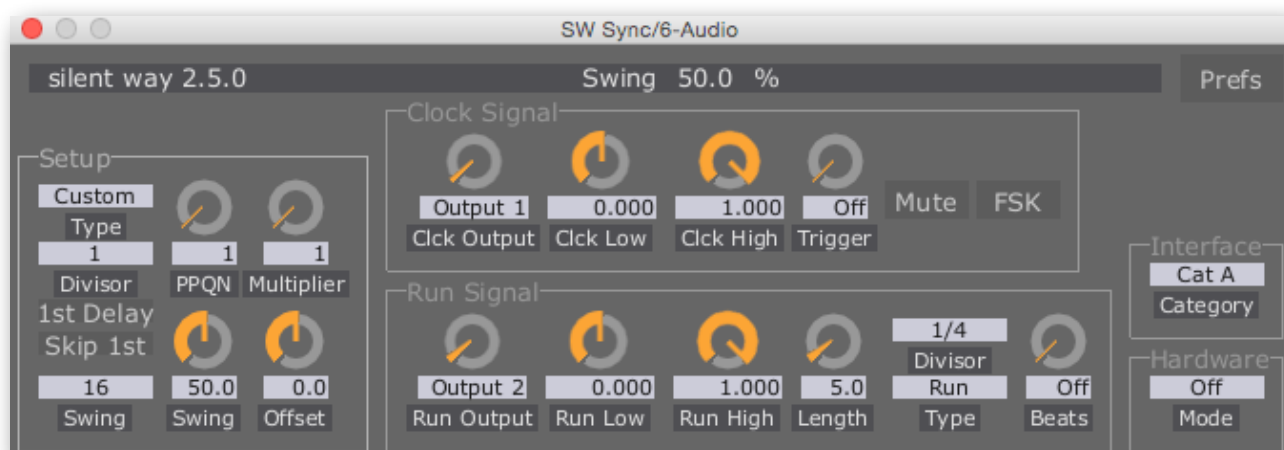 SW Sync/6-Audio
silent way 2.5.0 Swing 50.0 %
Prefs
Setup
Custom
Type
1 1 1
Divisor PPQN Multiplier
1st Delay
Skip 1st
16 50.0 0.0
Swing Swing Offset
Clock Signal
Output 1 0.000 1.000 Off
Clck Output Clck Low Clck High Trigger
Mute FSK
Run Signal
1/4
Divisor
Output 2 0.000 1.000 5.0 Run Off
Run Output Run Low Run High Length Type Beats
Interface
Cat A
Category
Hardware
Off
Mode